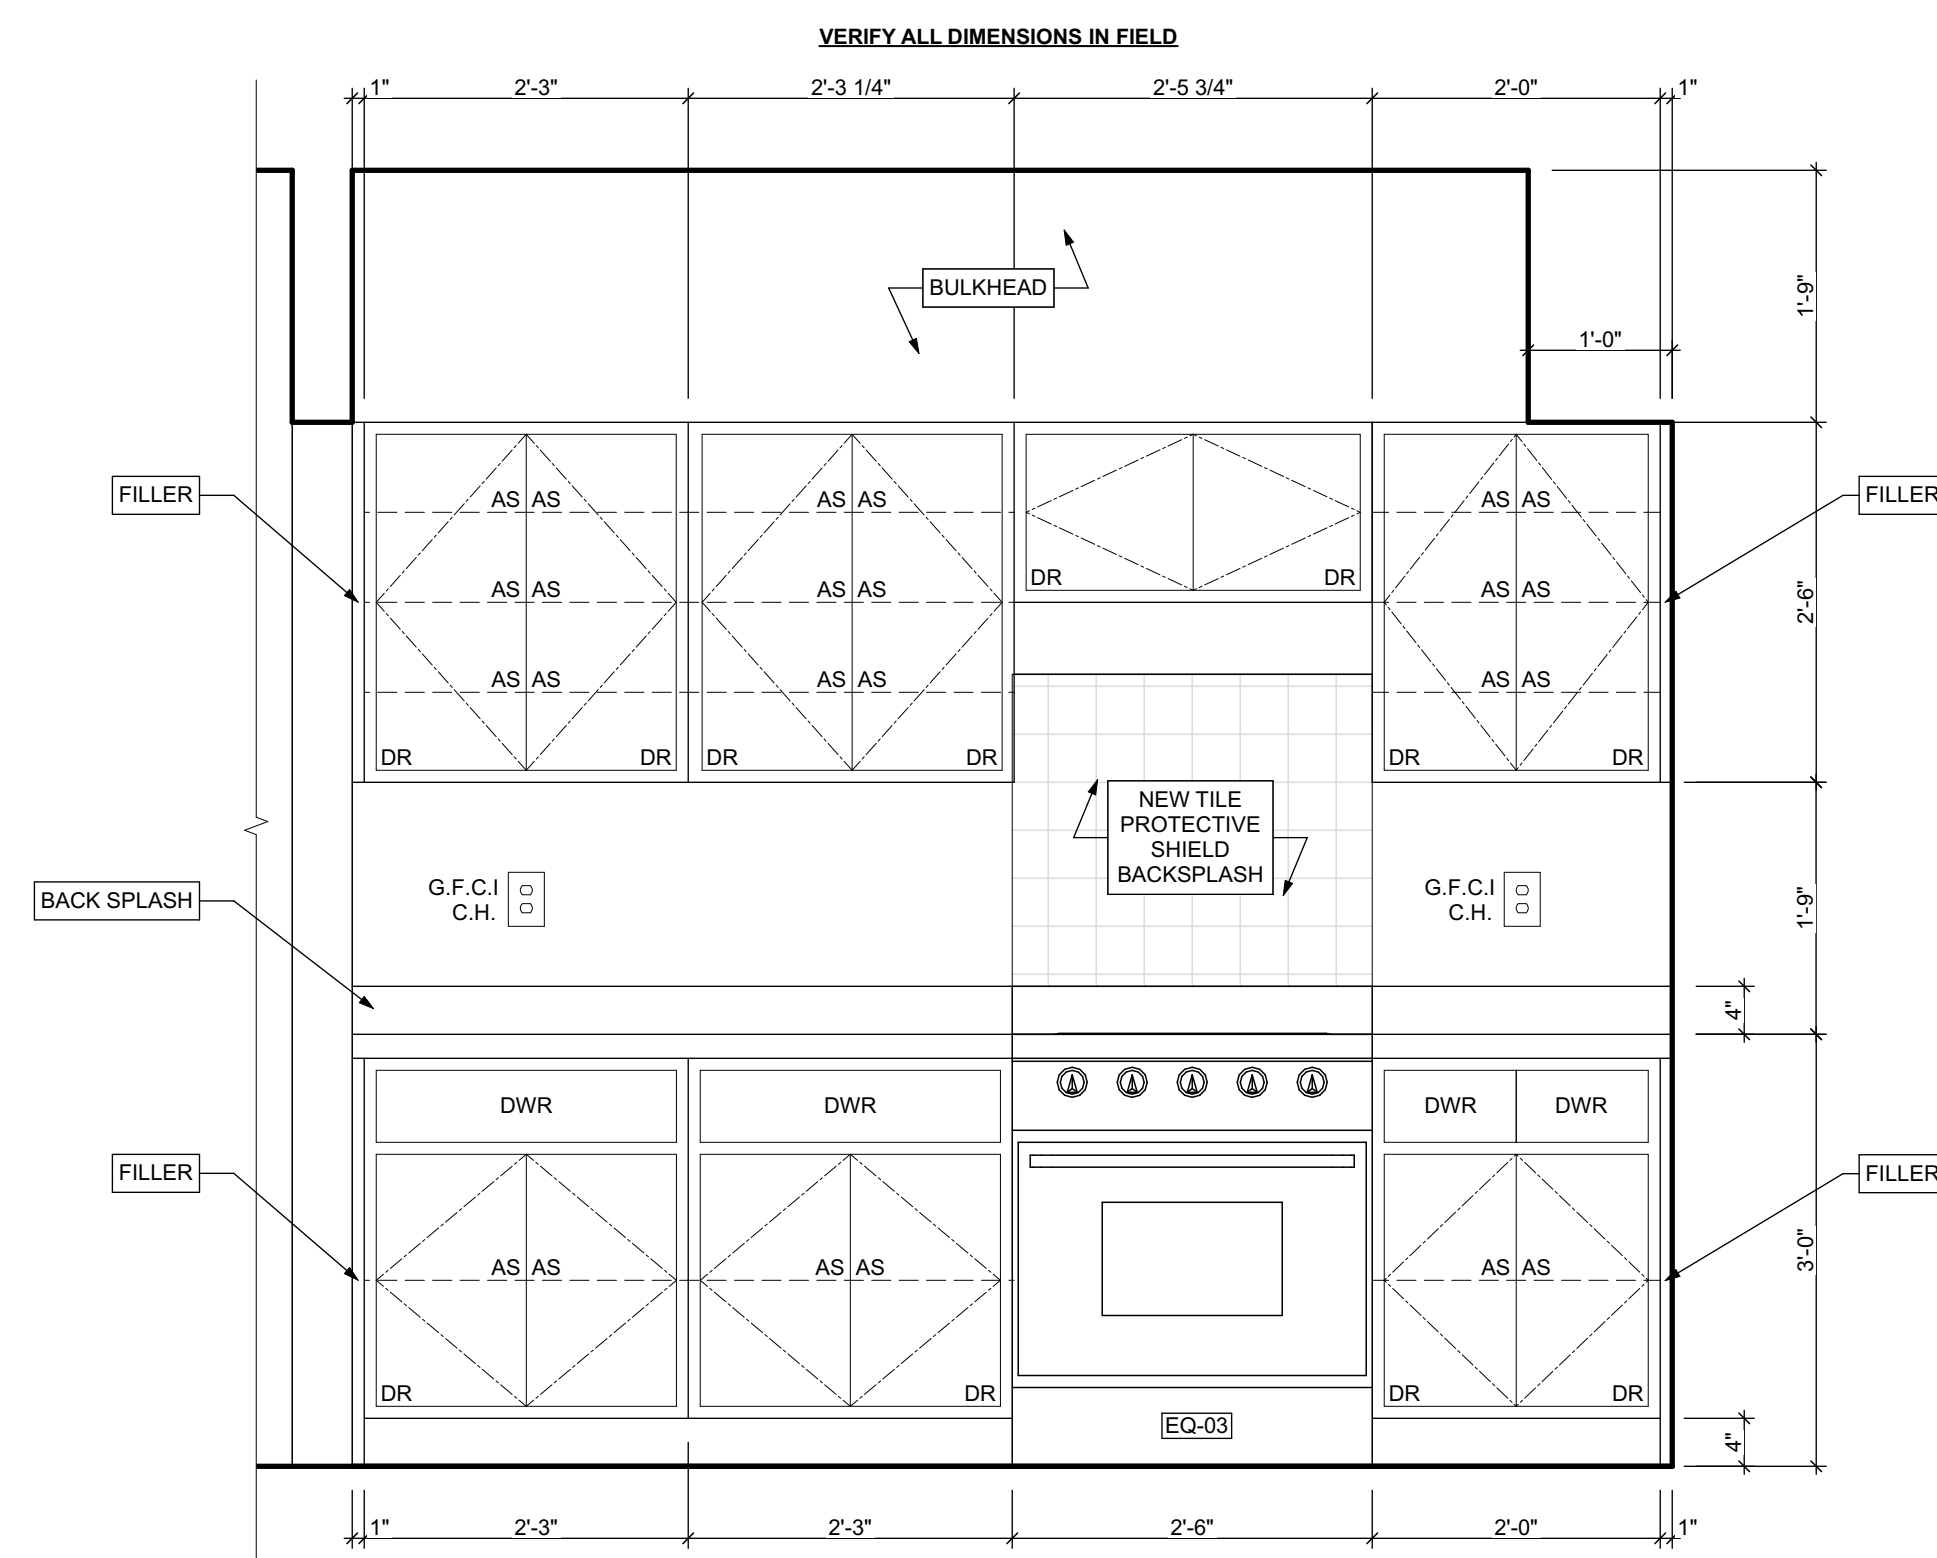 VERIFY ALL DIMENSIONS IN FIELD
1" 2'-3" 2'-3 1/4" 2'-5 3/4" 2'-0" 1"
BULKHEAD
1'-9"
1'-0"
FILLER
AS AS AS AS AS AS
FILLER
DR DR
AS AS AS AS AS AS
2'-6"
AS AS AS AS AS AS
DR DR DR DR DR DR
NEW TILE
PROTECTIVE
SHIELD
BACKSPLASH
BACK SPLASH
G.F.C.I
C.H.
G.F.C.I
C.H.
1'-9"
4"
DWR DWR DWR DWR
FILLER
FILLER
3'-0"
AS AS AS AS AS AS
DR DR DR DR
EQ-03
4"
1" 2'-3" 2'-3" 2'-6" 2'-0" 1"